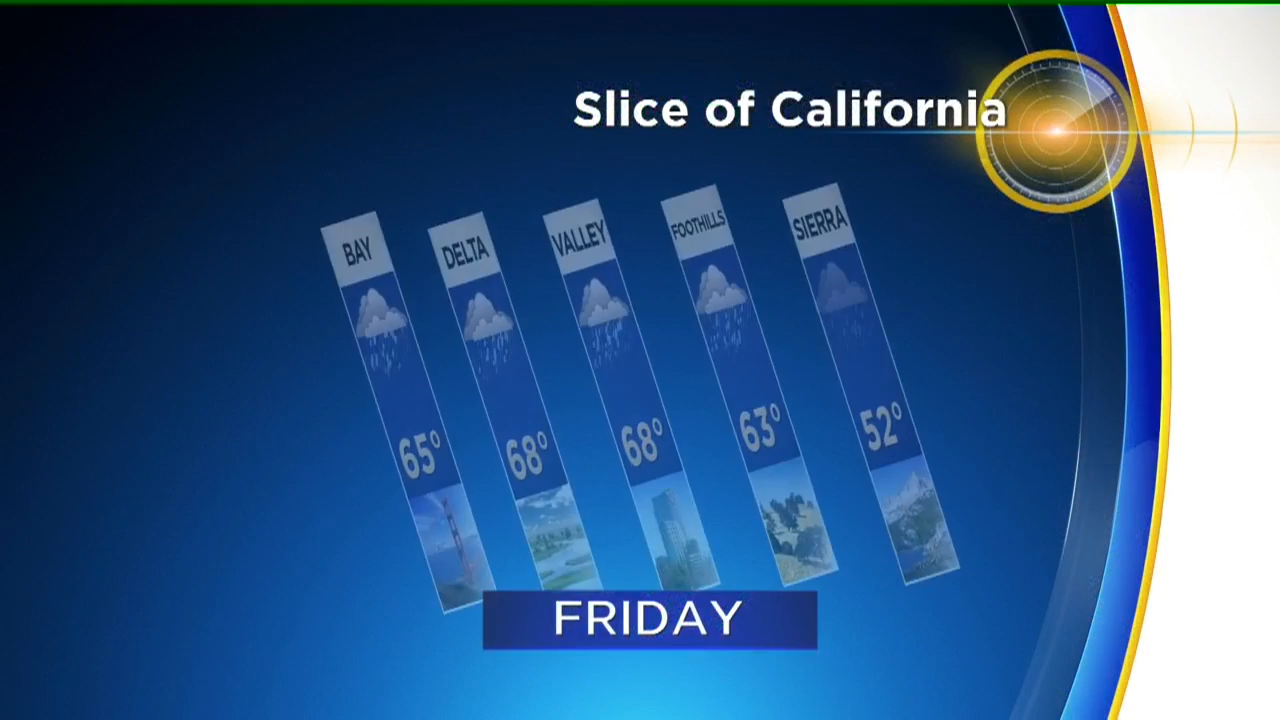 Slice of California
BAY
DELTA
VALLEY
FOOTHILLS
SIERRA
65°
68°
68°
63°
52°
FRIDAY